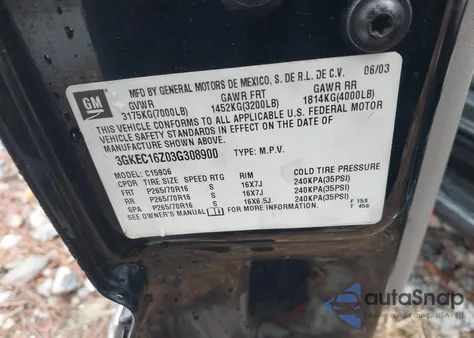 GM
MFD BY GENERAL MOTORS DE MEXICO, S. DE R.L. DE C.V. 06/03
GVWR GAWR FRT GAWR RR
3175KG(7000LB) 1452KG(3200LB) 1814KG(4000LB)
THIS VEHICLE CONFORMS TO ALL APPLICABLE U.S. FEDERAL MOTOR
VEHICLE SAFETY STANDARDS IN EFFECT ON THE DATE OF
MANUFACTURE SHOWN ABOVE.
3GKEC16Z03G308900 TYPE: M.P.V.
MODEL: C15906
CPDR TIRE SIZE SPEED RTG RIM COLD TIRE PRESSURE
FRT P265/70R16 S 16X7J 240KPA(35PSI)
RR P265/70R16 S 16X7J 240KPA(35PSI)
SPA P265/70R16 S 16X6.5J 240KPA(35PSI)
SEE OWNER'S MANUAL
F 159
T 456
autoSnap